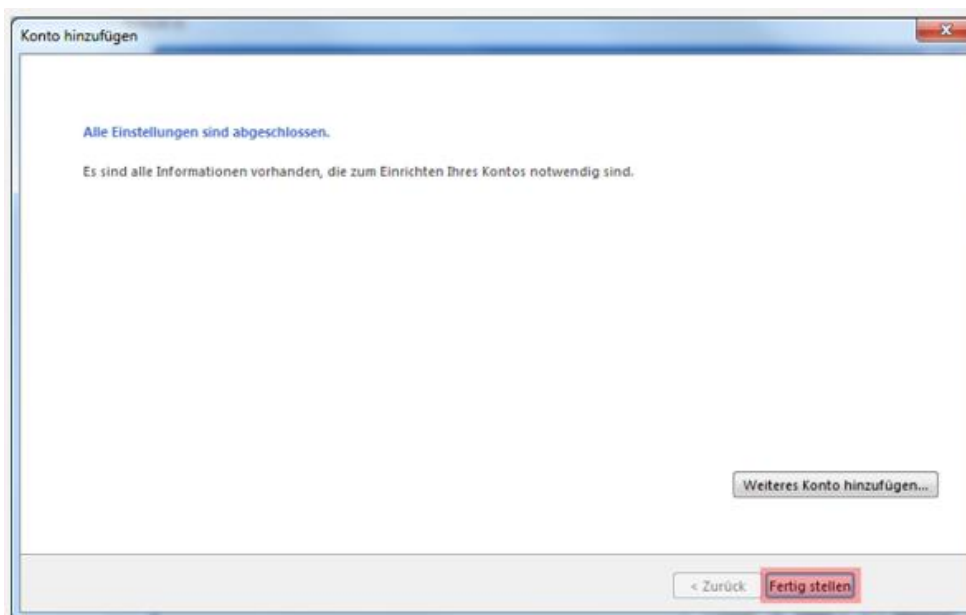 Konto hinzufügen
Alle Einstellungen sind abgeschlossen.
Es sind alle Informationen vorhanden, die zum Einrichten Ihres Kontos notwendig sind.
Weiteres Konto hinzufügen...
< Zurück
Fertig stellen